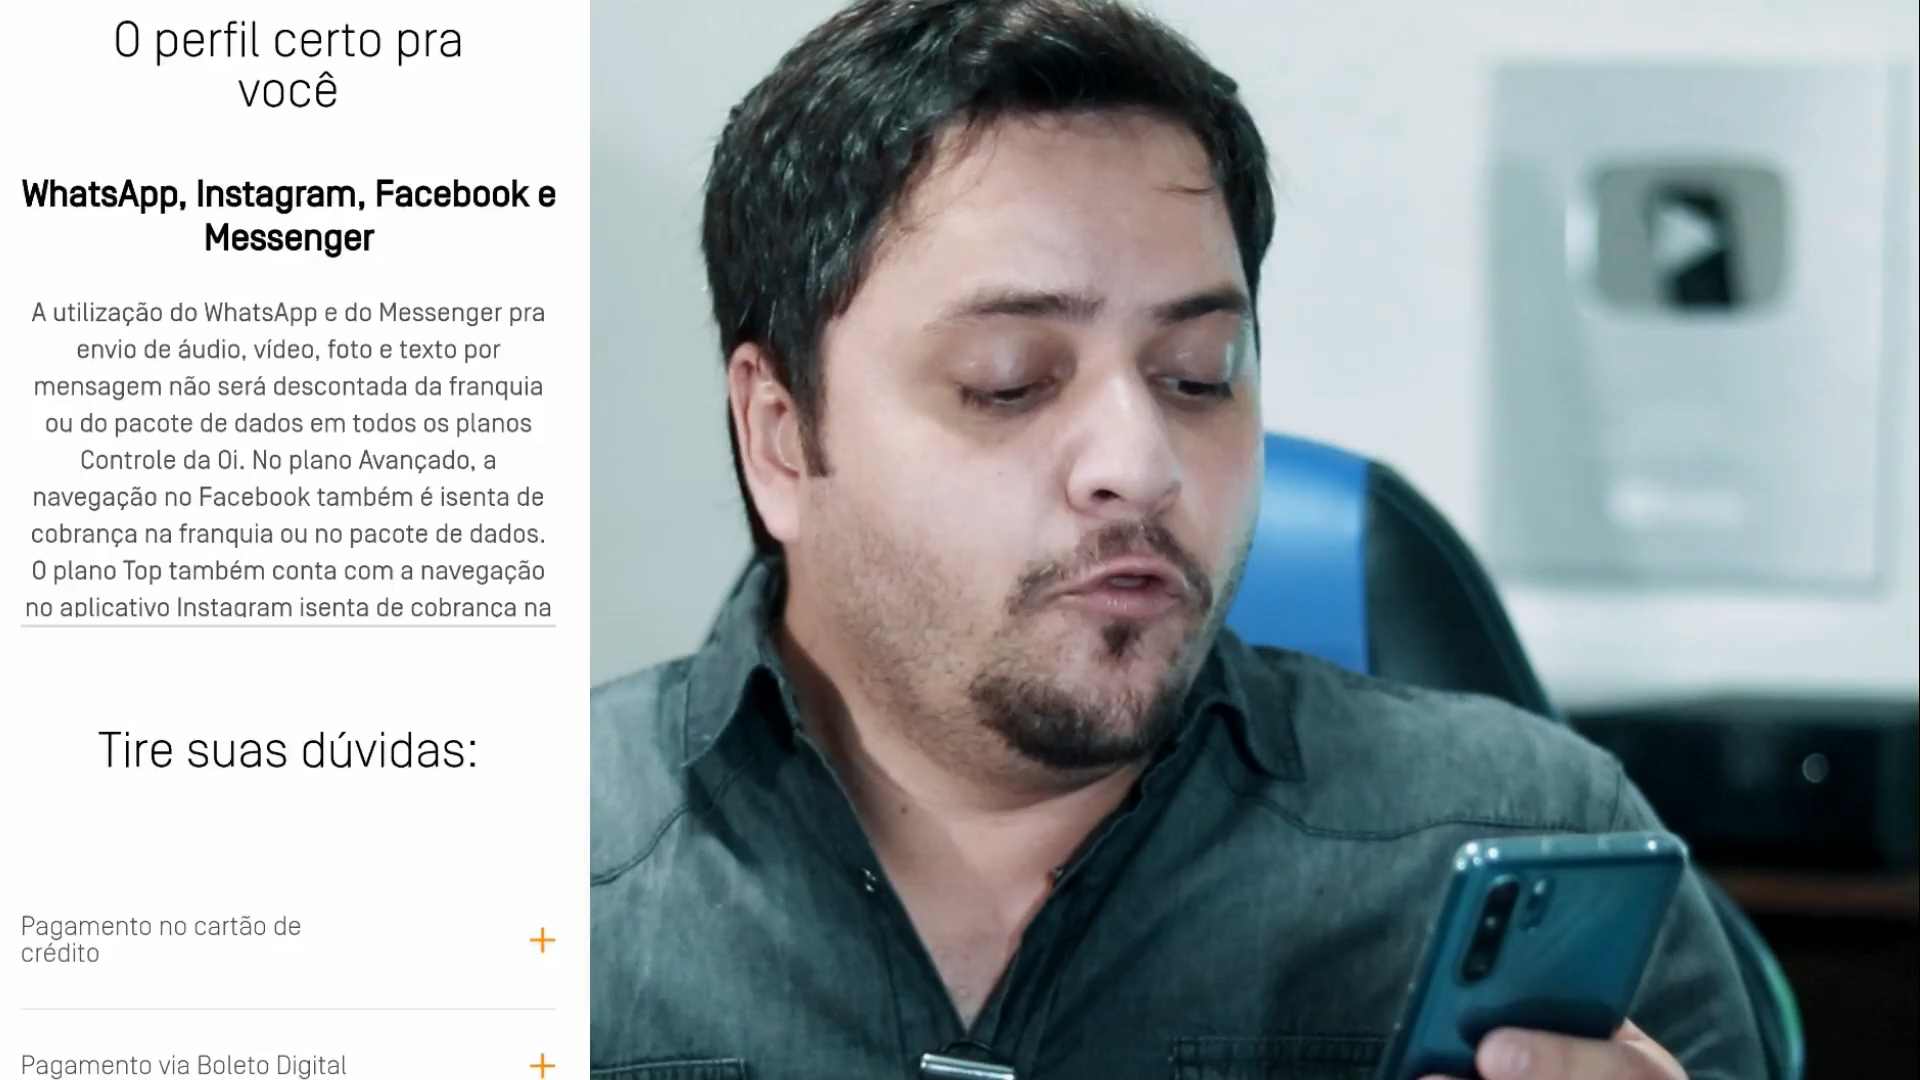 O perfil certo pra
você
WhatsApp, Instagram, Facebook e
Messenger
A utilização do WhatsApp e do Messenger pra
envio de áudio, vídeo, foto e texto por
mensagem não será descontada da franquia
ou do pacote de dados em todos os planos
Controle da Oi. No plano Avançado, a
navegação no Facebook também é isenta de
cobrança na franquia ou no pacote de dados.
O plano Top também conta com a navegação
no aplicativo Instagram isenta de cobrança na
Tire suas dúvidas:
Pagamento no cartão de
crédito
Pagamento via Boleto Digital